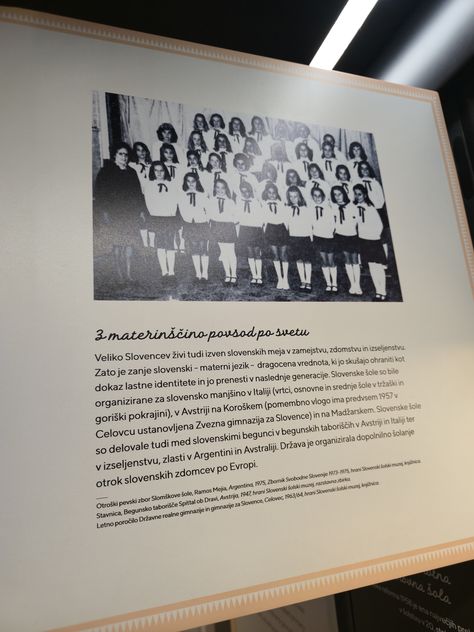 Z materinščino povsod po svetu
Veliko Slovencev živi tudi izven slovenskih meja v zamejstvu, zdomstvu in izseljenstvu.
Zato je zanje slovenski - materni jezik - dragocena vrednota, ki jo skušajo ohraniti kot
dokaz lastne identitete in jo prenesti v naslednje generacije. Slovenske šole so bile
organizirane za slovensko manjšino v Italiji (vrtci, osnovne in srednje šole v tržaški in
goriški pokrajini), v Avstriji na Koroškem (pomembno vlogo ima predvsem 1957 v
Celovcu ustanovljena Zvezna gimnazija za Slovence) in na Madžarskem. Slovenske šole
so delovale tudi med slovenskimi begunci v begunskih taboriščih v Avstriji in Italiji ter
v izseljenstvu, zlasti v Argentini in Avstraliji. Država je organizirala dopolnilno šolanje
otrok slovenskih zdomcev po Evropi.
Otroški pevski zbor Slomškove šole, Ramos Mejia, Argentina, 1975, Zbornik Svobodne Slovenije 1973-1975, hrani Slovenski šolski muzej, knjižnica.
Stavnica, Begunsko taborišče Spittal ob Dravi, Avstrija, 1947, hrani Slovenski šolski muzej, razstavna zbirka.
Letno poročilo Državne realne gimnazije in gimnazije za Slovence, Celovec, 1963/64, hrani Slovenski šolski muzej, knjižnica.